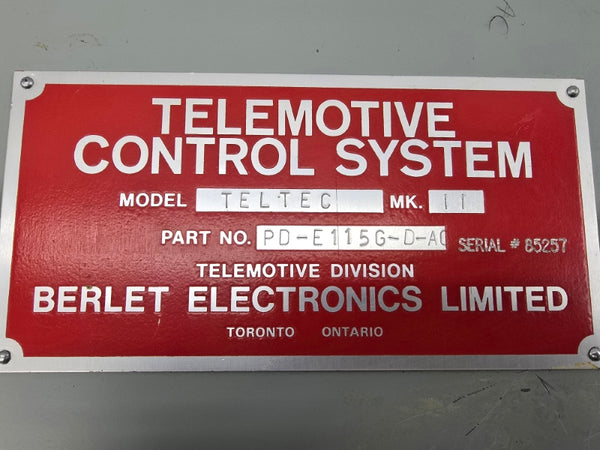 AC
TELEMOTIVE
CONTROL SYSTEM
MODEL TELTEC MK. II
PART NO. PD-E115G-D-AC SERIAL # 85257
TELEMOTIVE DIVISION
BERLET ELECTRONICS LIMITED
TORONTO ONTARIO